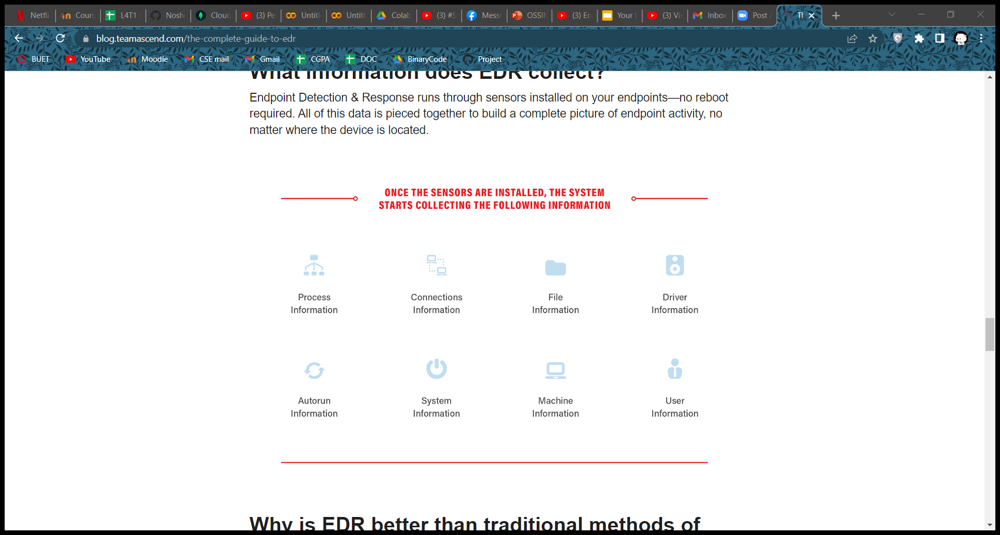 Netfli
Cours
L4T1
Noshi
Cloud
(3) Pe
Untitl
Untitl
Colab
(3) #S
Mess
OSSIM
(3) En
Your
(3) Vi
Inbox
Post
blog.teamascend.com/the-complete-guide-to-edr
BUET YouTube Moodle CSE mail Gmail CGPA DOC BinaryCode Project
What information does EDR collect?
Endpoint Detection & Response runs through sensors installed on your endpoints—no reboot
required. All of this data is pieced together to build a complete picture of endpoint activity, no
matter where the device is located.
ONCE THE SENSORS ARE INSTALLED, THE SYSTEM
STARTS COLLECTING THE FOLLOWING INFORMATION
Process
Information
Connections
Information
File
Information
Driver
Information
Autorun
Information
System
Information
Machine
Information
User
Information
Why is EDR better than traditional methods of